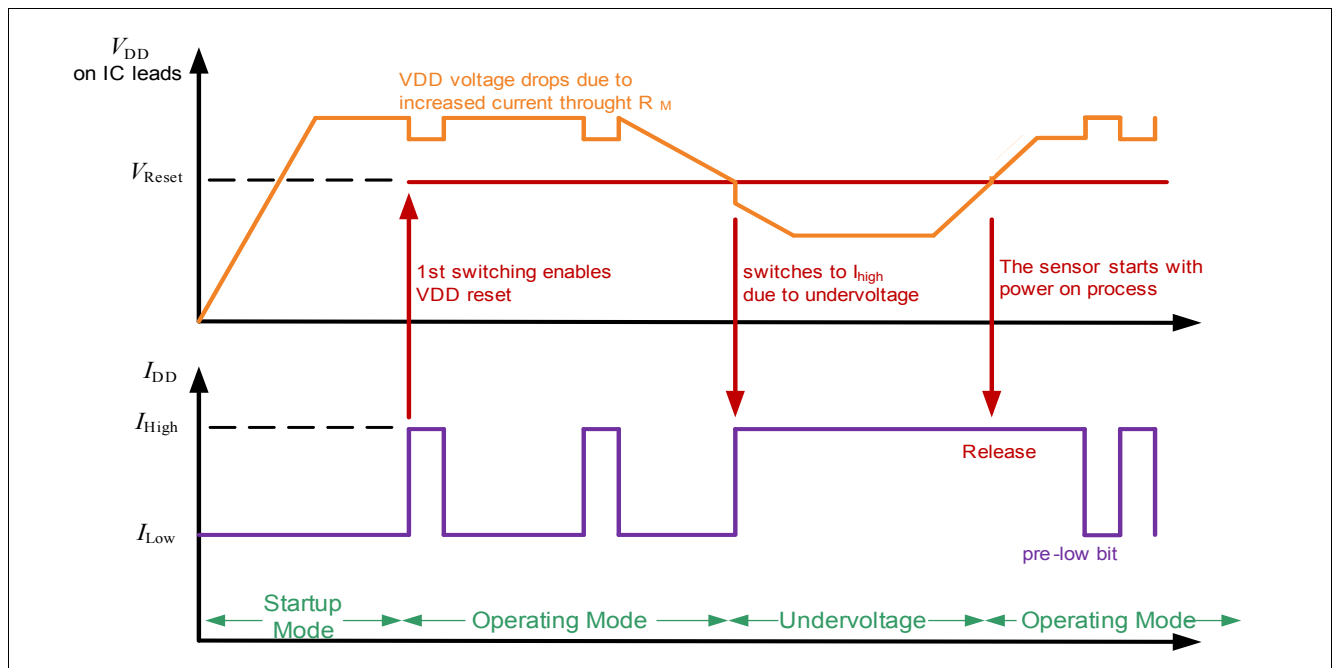 VDD
on IC leads
VDD voltage drops due to
increased current throught R M
VReset
1st switching enables
VDD reset
switches to Ihigh
due to undervoltage
The sensor starts with
power on process
IDD
IHigh
Release
ILow
pre-low bit
Startup
Mode
Operating Mode
Undervoltage
Operating Mode